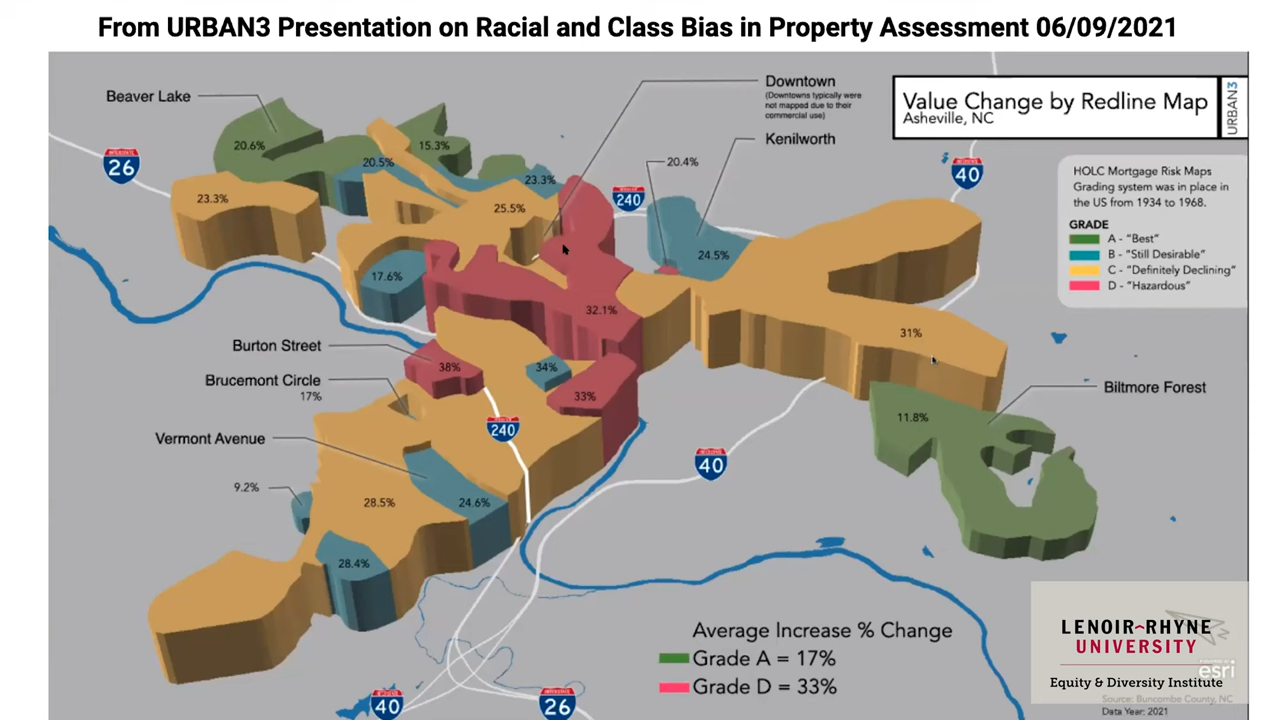 From URBAN3 Presentation on Racial and Class Bias in Property Assessment 06/09/2021
Beaver Lake
Downtown
(Downtowns typically were
not mapped due to their
commercial use)
Kenilworth
Value Change by Redline Map
Asheville, NC
URBAN3
20.6%
15.3%
20.5%
23.3%
20.4%
INTERSTATE
26
INTERSTATE
240
INTERSTATE
40
HOLC Mortgage Risk Maps
Grading system was in place in
the US from 1934 to 1968.
GRADE
A - "Best"
B - "Still Desirable"
C - "Definitely Declining"
D - "Hazardous"
23.3%
25.5%
24.5%
17.6%
32.1%
31%
Burton Street
38%
34%
33%
Brucemont Circle
17%
Biltmore Forest
11.8%
Vermont Avenue
240
INTERSTATE
40
9.2%
28.5%
24.6%
28.4%
Average Increase % Change
Grade A = 17%
Grade D = 33%
INTERSTATE
40
INTERSTATE
26
LENOIR-RHYNE
UNIVERSITY
Equity & Diversity Institute
esri
Source: Buncombe County, NC
Data Year: 2021